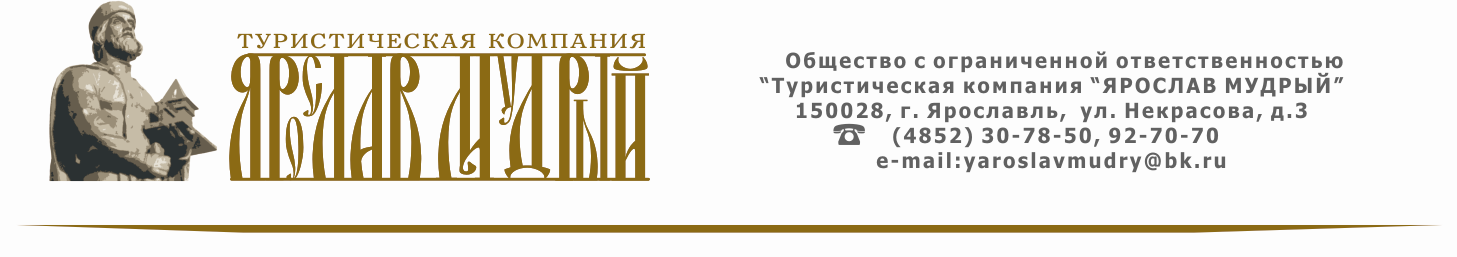 ТУРИСТИЧЕСКАЯ КОМПАНИЯ
ЯРОСЛАВ МУДРЫЙ
Общество с ограниченной ответственностью
“Туристическая компания “ЯРОСЛАВ МУДРЫЙ”
150028, г. Ярославль, ул. Некрасова, д.3
☎ (4852) 30-78-50, 92-70-70
e-mail:yaroslavmudry@bk.ru